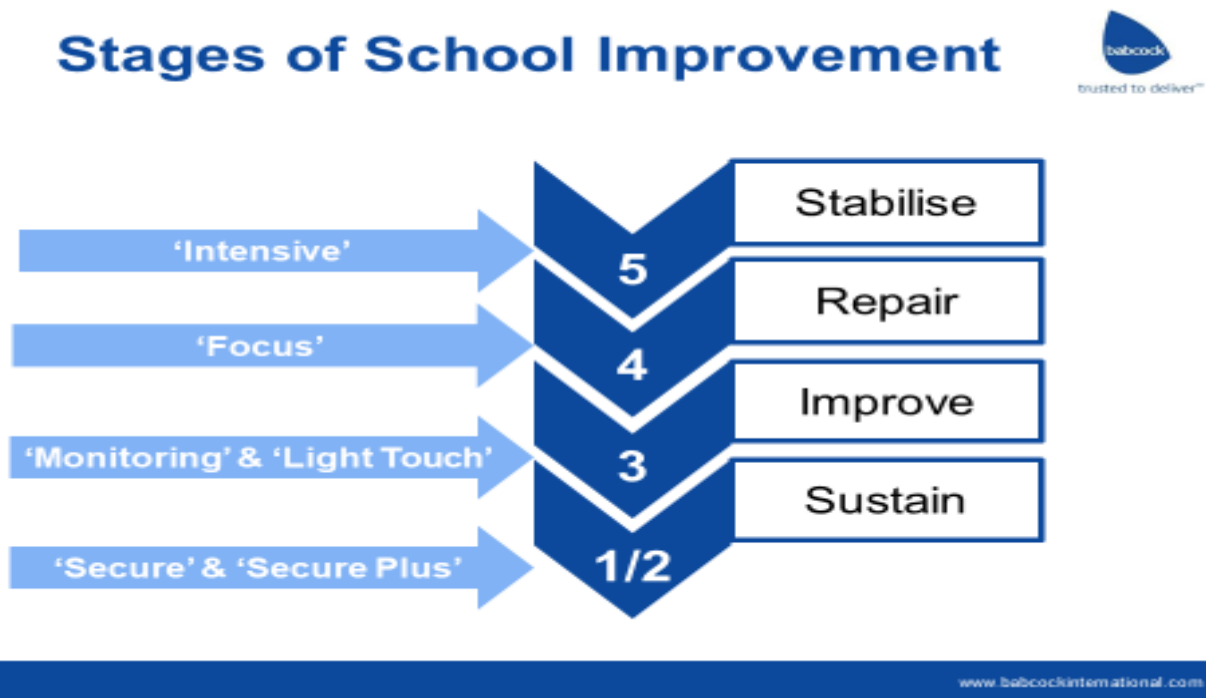 Stages of School Improvement
babcock
trusted to deliver™
Stabilise
‘Intensive’
5
Repair
‘Focus’
4
Improve
‘Monitoring’ & ‘Light Touch’
3
Sustain
‘Secure’ & ‘Secure Plus’
1/2
www.babcockinternational.com